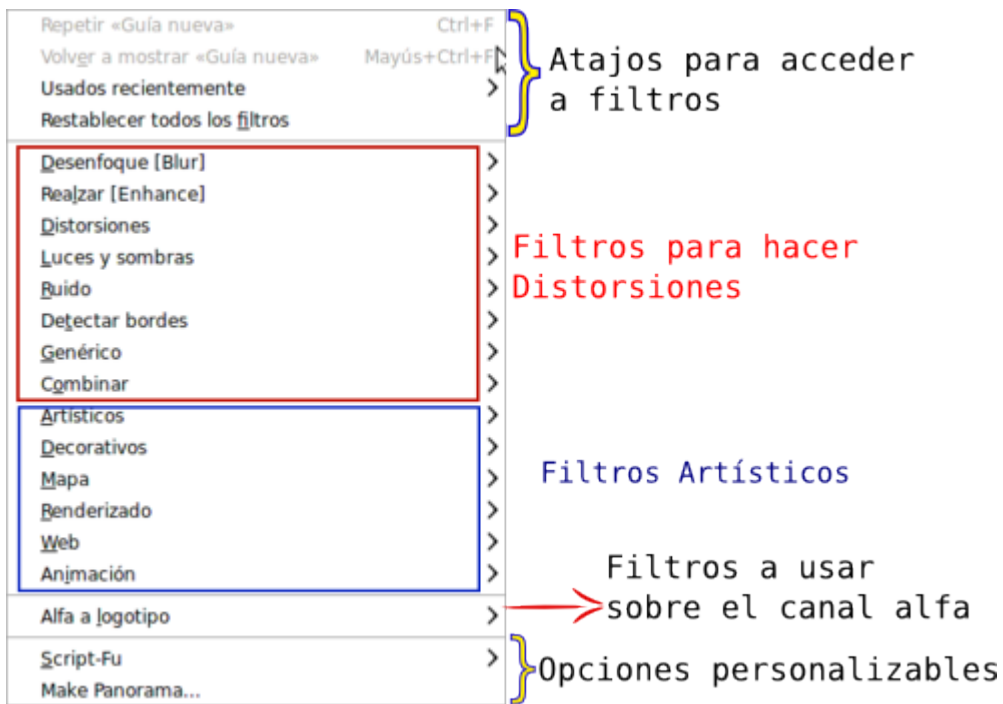 Repetir «Guía nueva» Ctrl+F
Volver a mostrar «Guía nueva» Mayús+Ctrl+F
Usados recientemente
Restablecer todos los filtros
Atajos para acceder
a filtros
Desenfoque [Blur]
Realzar [Enhance]
Distorsiones
Luces y sombras
Ruido
Detectar bordes
Genérico
Combinar
Filtros para hacer
Distorsiones
Artísticos
Decorativos
Mapa
Renderizado
Web
Animación
Filtros Artísticos
Alfa a logotipo
Filtros a usar
sobre el canal alfa
Script-Fu
Make Panorama...
Opciones personalizables